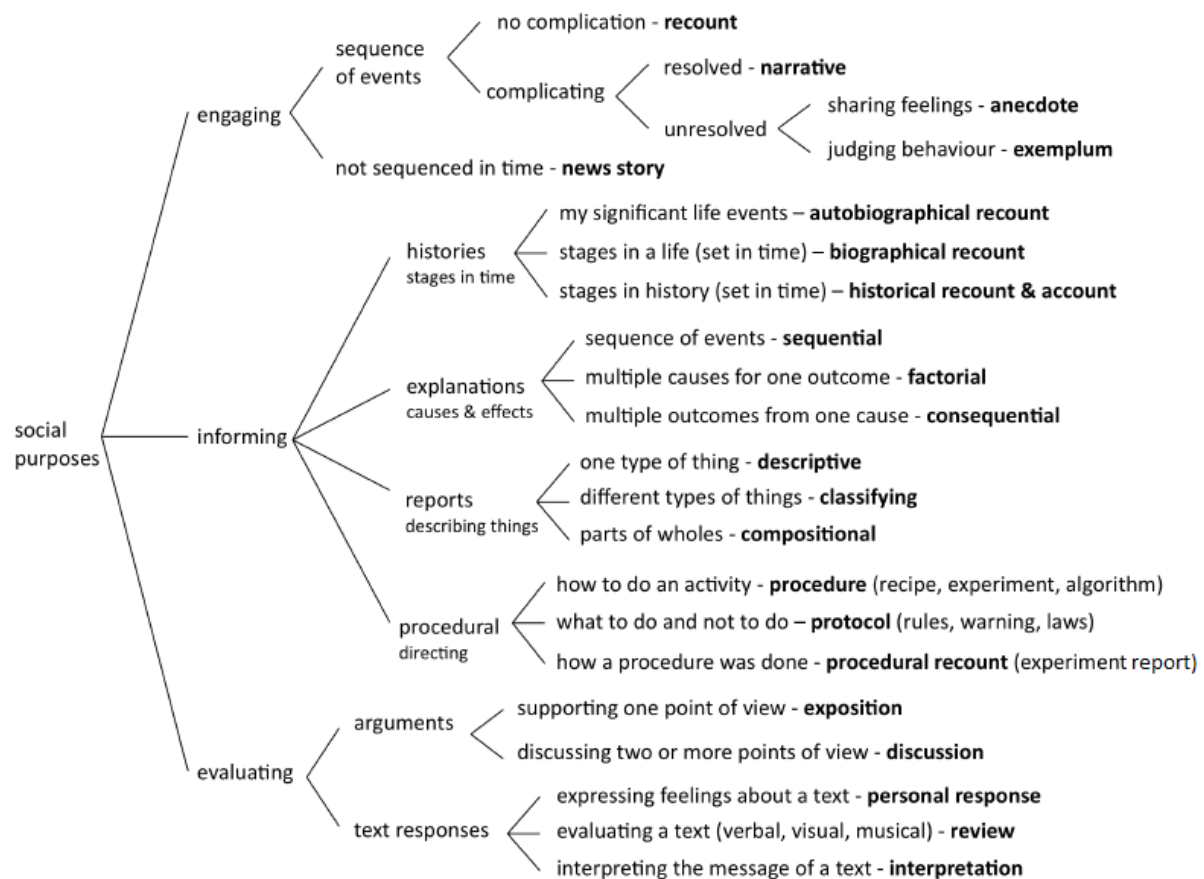 social
purposes
engaging
sequence
of events
no complication - recount
complicating
resolved - narrative
unresolved
sharing feelings - anecdote
judging behaviour - exemplum
not sequenced in time - news story
informing
histories
stages in time
my significant life events – autobiographical recount
stages in a life (set in time) – biographical recount
stages in history (set in time) – historical recount & account
explanations
causes & effects
sequence of events - sequential
multiple causes for one outcome - factorial
multiple outcomes from one cause - consequential
reports
describing things
one type of thing - descriptive
different types of things - classifying
parts of wholes - compositional
procedural
directing
how to do an activity - procedure (recipe, experiment, algorithm)
what to do and not to do – protocol (rules, warning, laws)
how a procedure was done - procedural recount (experiment report)
evaluating
arguments
supporting one point of view - exposition
discussing two or more points of view - discussion
text responses
expressing feelings about a text - personal response
evaluating a text (verbal, visual, musical) - review
interpreting the message of a text - interpretation